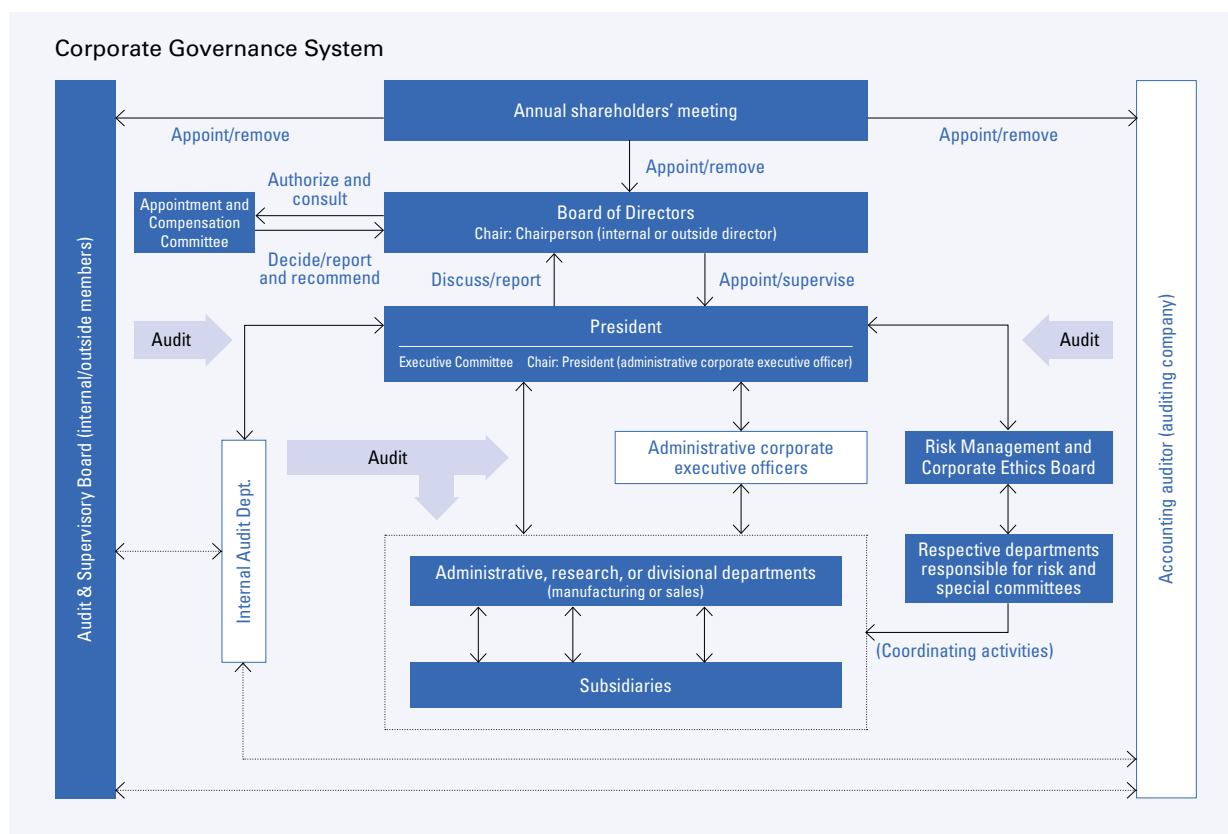 Corporate Governance System
Audit & Supervisory Board (internal/outside members)
Annual shareholders’ meeting
Appoint/remove
Appoint/remove
Appoint/remove
Authorize and
consult
Appointment and
Compensation
Committee
Board of Directors
Chair: Chairperson (internal or outside director)
Decide/report
and recommend
Discuss/report
Appoint/supervise
Audit
President
Executive Committee Chair: President (administrative corporate executive officer)
Audit
Accounting auditor (auditing company)
Internal Audit Dept.
Audit
Administrative corporate
executive officers
Risk Management and
Corporate Ethics Board
Administrative, research, or divisional departments
(manufacturing or sales)
Respective departments
responsible for risk and
special committees
(Coordinating activities)
Subsidiaries